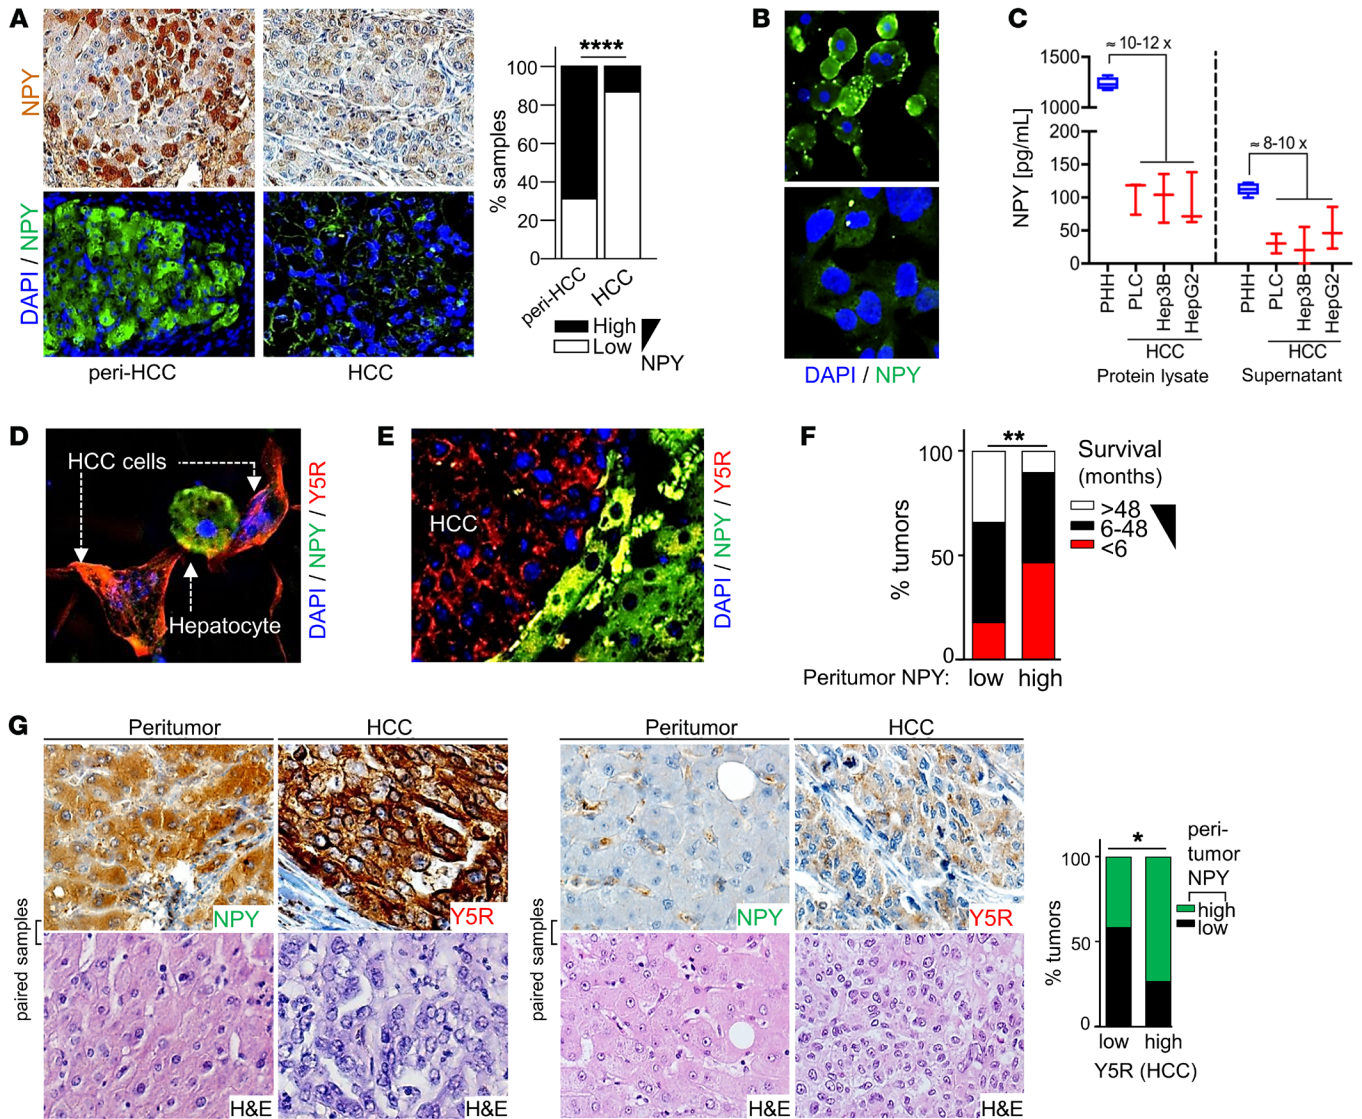 A
NPY
DAPI / NPY
peri-HCC
HCC
****
% samples
100
80
60
40
20
0
peri-HCC
HCC
High
Low
NPY
B
DAPI / NPY
C
NPY [pg/mL]
≈ 10-12 x
1500
1000
200
150
100
50
0
≈ 8-10 x
PHH
PLC
Hep3B
HepG2
PHH
PLC
Hep3B
HepG2
HCC
HCC
Protein lysate
Supernatant
D
HCC cells
Hepatocyte
DAPI / NPY / Y5R
E
HCC
DAPI / NPY / Y5R
F
**
% tumors
100
50
0
Peritumor NPY: low high
Survival
(months)
>48
6-48
<6
G
Peritumor
HCC
NPY
Y5R
paired samples
H&E
H&E
Peritumor
HCC
NPY
Y5R
paired samples
H&E
H&E
*
% tumors
100
50
0
low
high
Y5R (HCC)
peri-
tumor
NPY
high
low